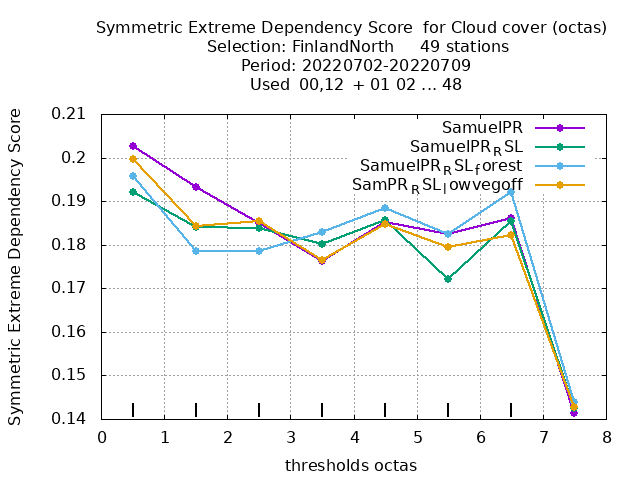 Symmetric Extreme Dependency Score  for Cloud cover (octas)
Selection: FinlandNorth     49 stations
Period: 20220702-20220709
Used  00,12  + 01 02 ... 48
Symmetric Extreme Dependency Score
0.21
0.2
0.19
0.18
0.17
0.16
0.15
0.14
SamuelPR
SamuelPR_RSL
SamuelPR_RSL_forest
SamPR_RSL_lowvegoff
0 1 2 3 4 5 6 7 8
thresholds octas